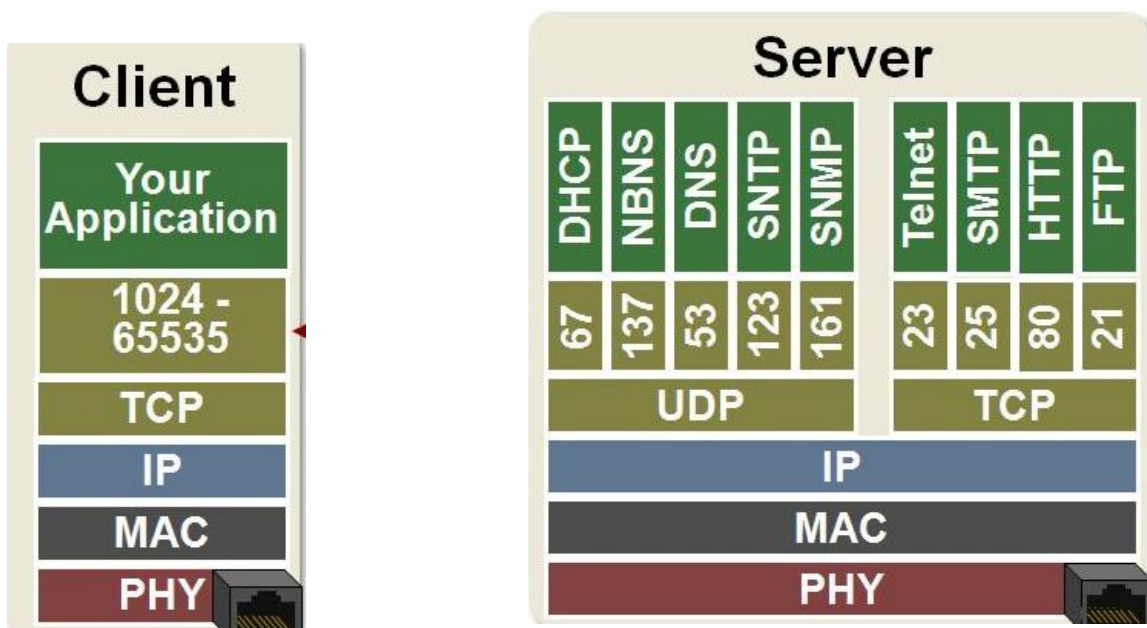 Client
Your
Application
1024 -
65535
TCP
IP
MAC
PHY
Server
DHCP
NBNS
DNS
SNTP
SNMP
Telnet
SMTP
HTTP
FTP
67
137
53
123
161
23
25
80
21
UDP
TCP
IP
MAC
PHY